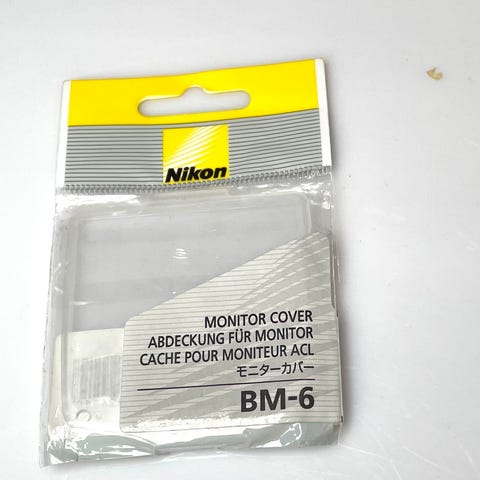 Nikon
MONITOR COVER
ABDECKUNG FÜR MONITOR
CACHE POUR MONITEUR ACL
モニターカバー
BM-6